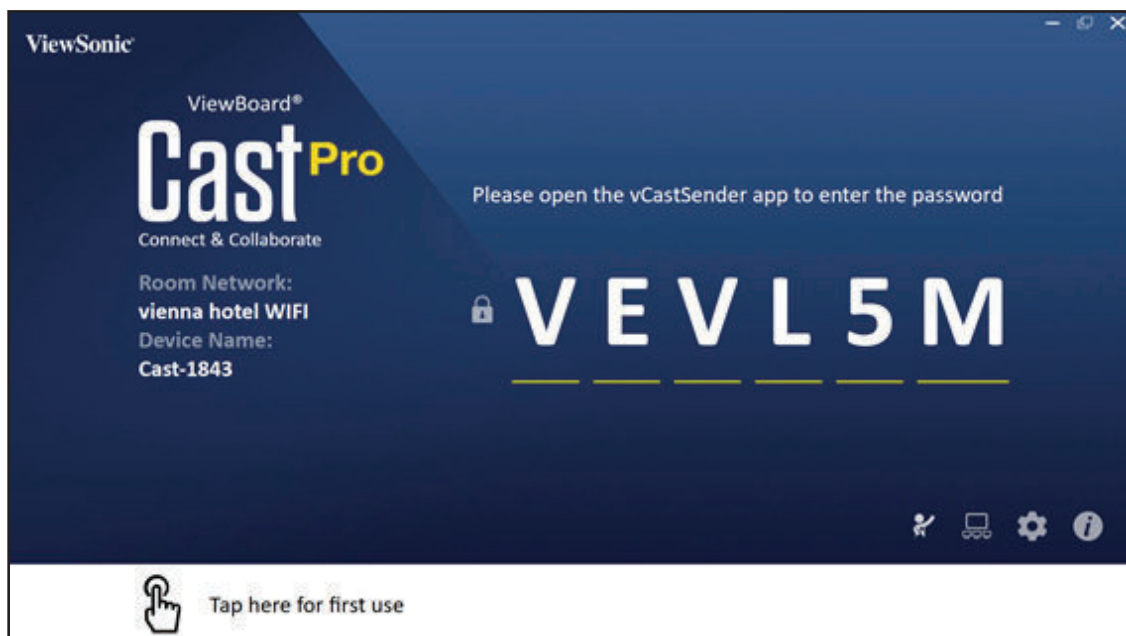 ViewSonic
ViewBoard®
Cast Pro
Connect & Collaborate
Room Network:
vienna hotel WIFI
Device Name:
Cast-1843
Please open the vCastSender app to enter the password
VEVL5M
Tap here for first use